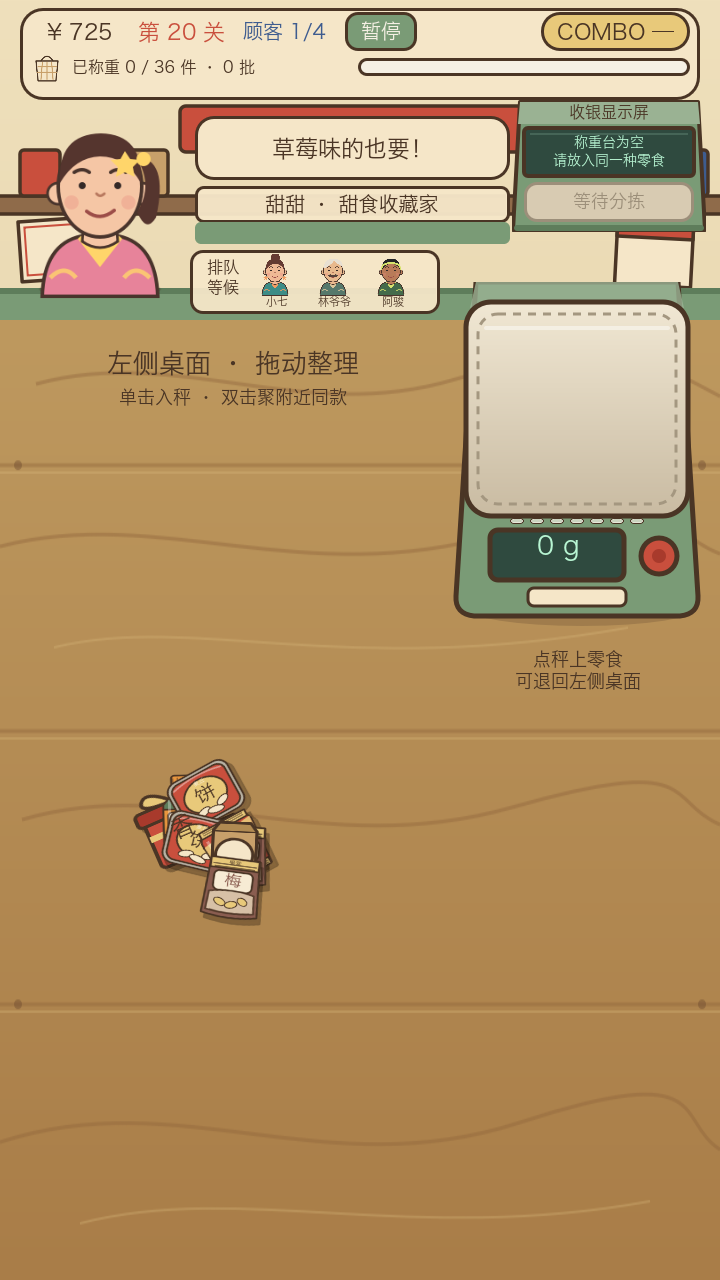 ￥725 第 20 关 顾客 1/4 暂停 COMBO —
已称重 0 / 36 件 · 0 批
收银显示屏
称重台为空
请放入同一种零食
等待分拣
草莓味的也要！
甜甜 · 甜食收藏家
排队
等候
小七 林爷爷 阿骏
左侧桌面 · 拖动整理
单击入秤 · 双击聚附近同款
0 g
点秤上零食
可退回左侧桌面
饼
梅